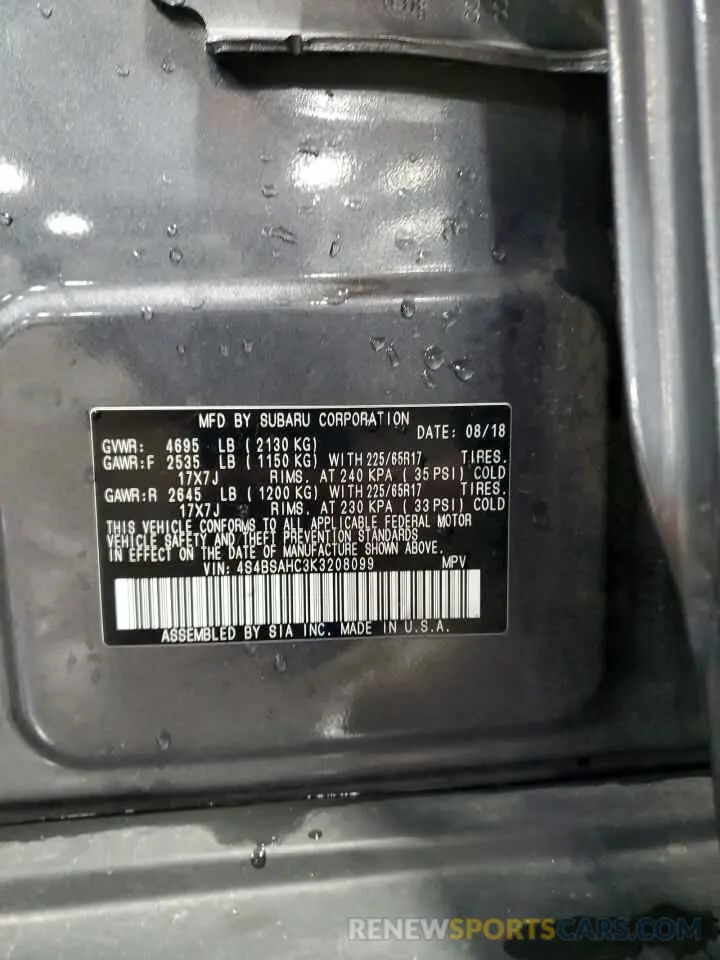 MFD BY SUBARU CORPORATION
DATE: 08/18
GVWR: 4695 LB (2130 KG)
GAWR:F 2535 LB (1150 KG) WITH 225/65R17 TIRES.
17X7J RIMS. AT 240 KPA (35 PSI) COLD
GAWR:R 2645 LB (1200 KG) WITH 225/65R17 TIRES.
17X7J RIMS. AT 230 KPA (33 PSI) COLD
THIS VEHICLE CONFORMS TO ALL APPLICABLE FEDERAL MOTOR
VEHICLE SAFETY AND THEFT PREVENTION STANDARDS
IN EFFECT ON THE DATE OF MANUFACTURE SHOWN ABOVE.
VIN: 4S4BSAHC3K3208099 MPV
ASSEMBLED BY SIA INC. MADE IN U.S.A.
RENEWSPORTSCARS.COM